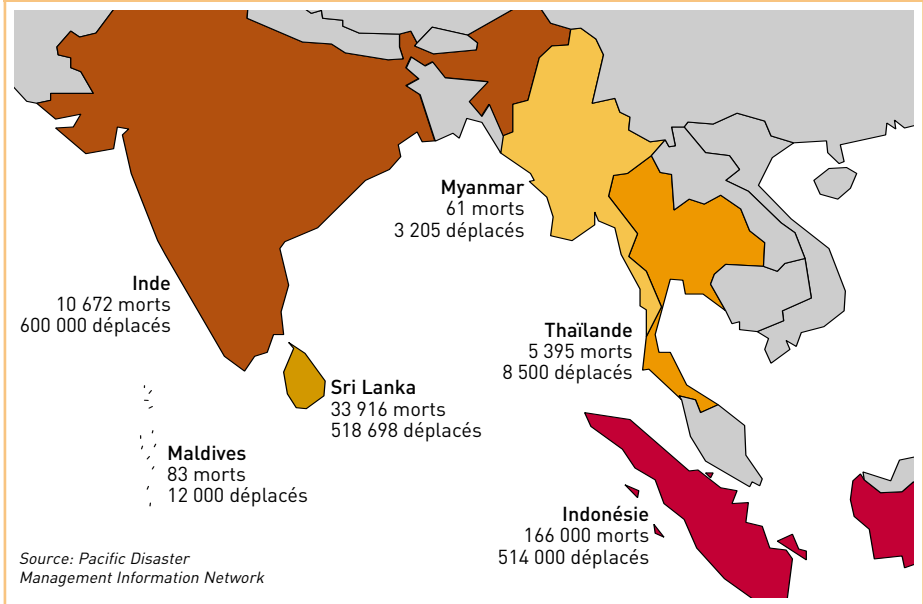 Myanmar
61 morts
3 205 déplacés
Inde
10 672 morts
600 000 déplacés
Thaïlande
5 395 morts
8 500 déplacés
Sri Lanka
33 916 morts
518 698 déplacés
Maldives
83 morts
12 000 déplacés
Indonésie
166 000 morts
514 000 déplacés
Source: Pacific Disaster
Management Information Network